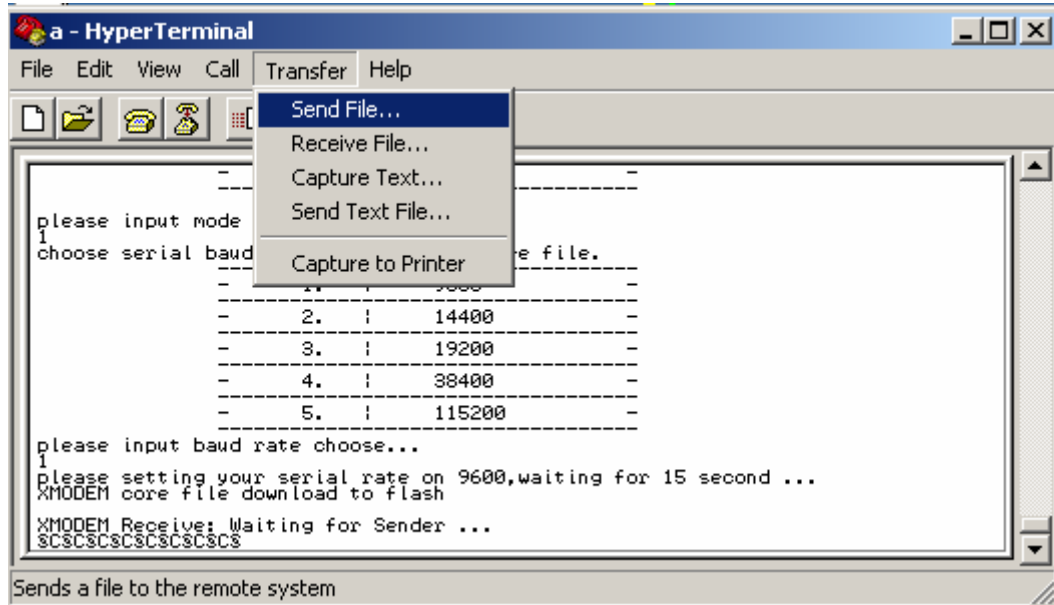 a - HyperTerminal
File Edit View Call Transfer Help
Send File...
Receive File...
Capture Text...
Send Text File...
Capture to Printer
please input mode
1
choose serial baud e file.
- 1. ¦ 9600 -
- 2. ¦ 14400 -
- 3. ¦ 19200 -
- 4. ¦ 38400 -
- 5. ¦ 115200 -
please input baud rate choose...
1
please setting your serial rate on 9600,waiting for 15 second ...
XMODEM core file download to flash
XMODEM Receive: Waiting for Sender ...
SCSCSCSCSCSCSCSCS
Sends a file to the remote system